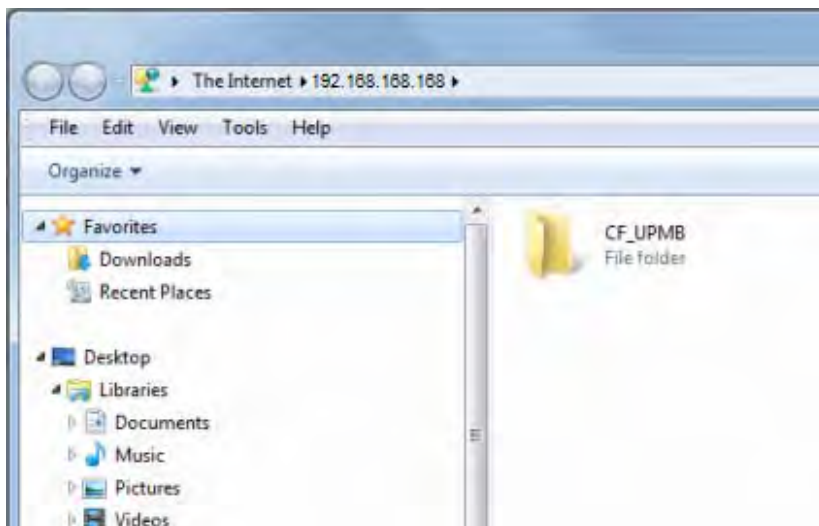 The Internet 192.168.168.168
File Edit View Tools Help
Organize
Favorites
Downloads
Recent Places
Desktop
Libraries
Documents
Music
Pictures
Videos
CF_UPMB
File folder